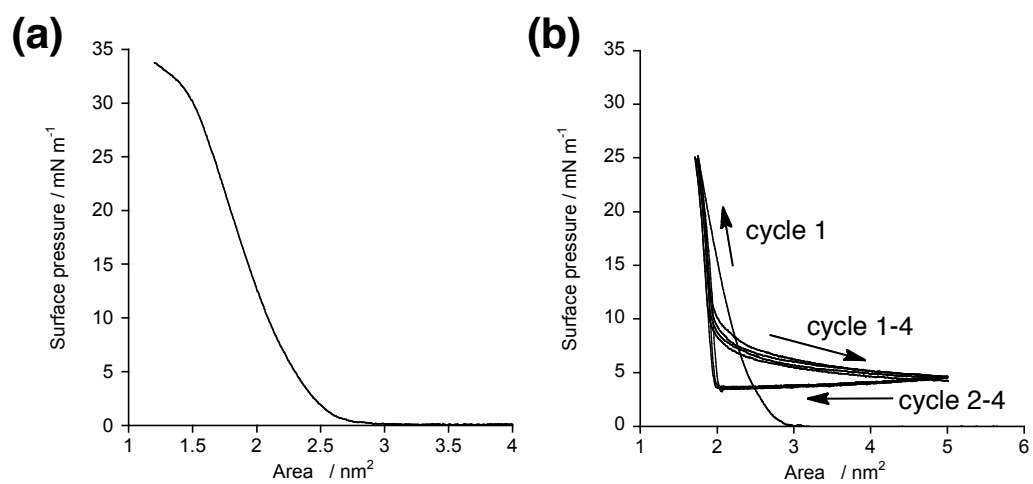 (a)
35
30
25
20
15
10
5
0
Surface pressure / mN m⁻¹
1 1.5 2 2.5 3 3.5 4
Area / nm²
(b)
35
30
25
20
15
10
5
0
Surface pressure / mN m⁻¹
cycle 1
cycle 1-4
cycle 2-4
1 2 3 4 5 6
Area / nm²